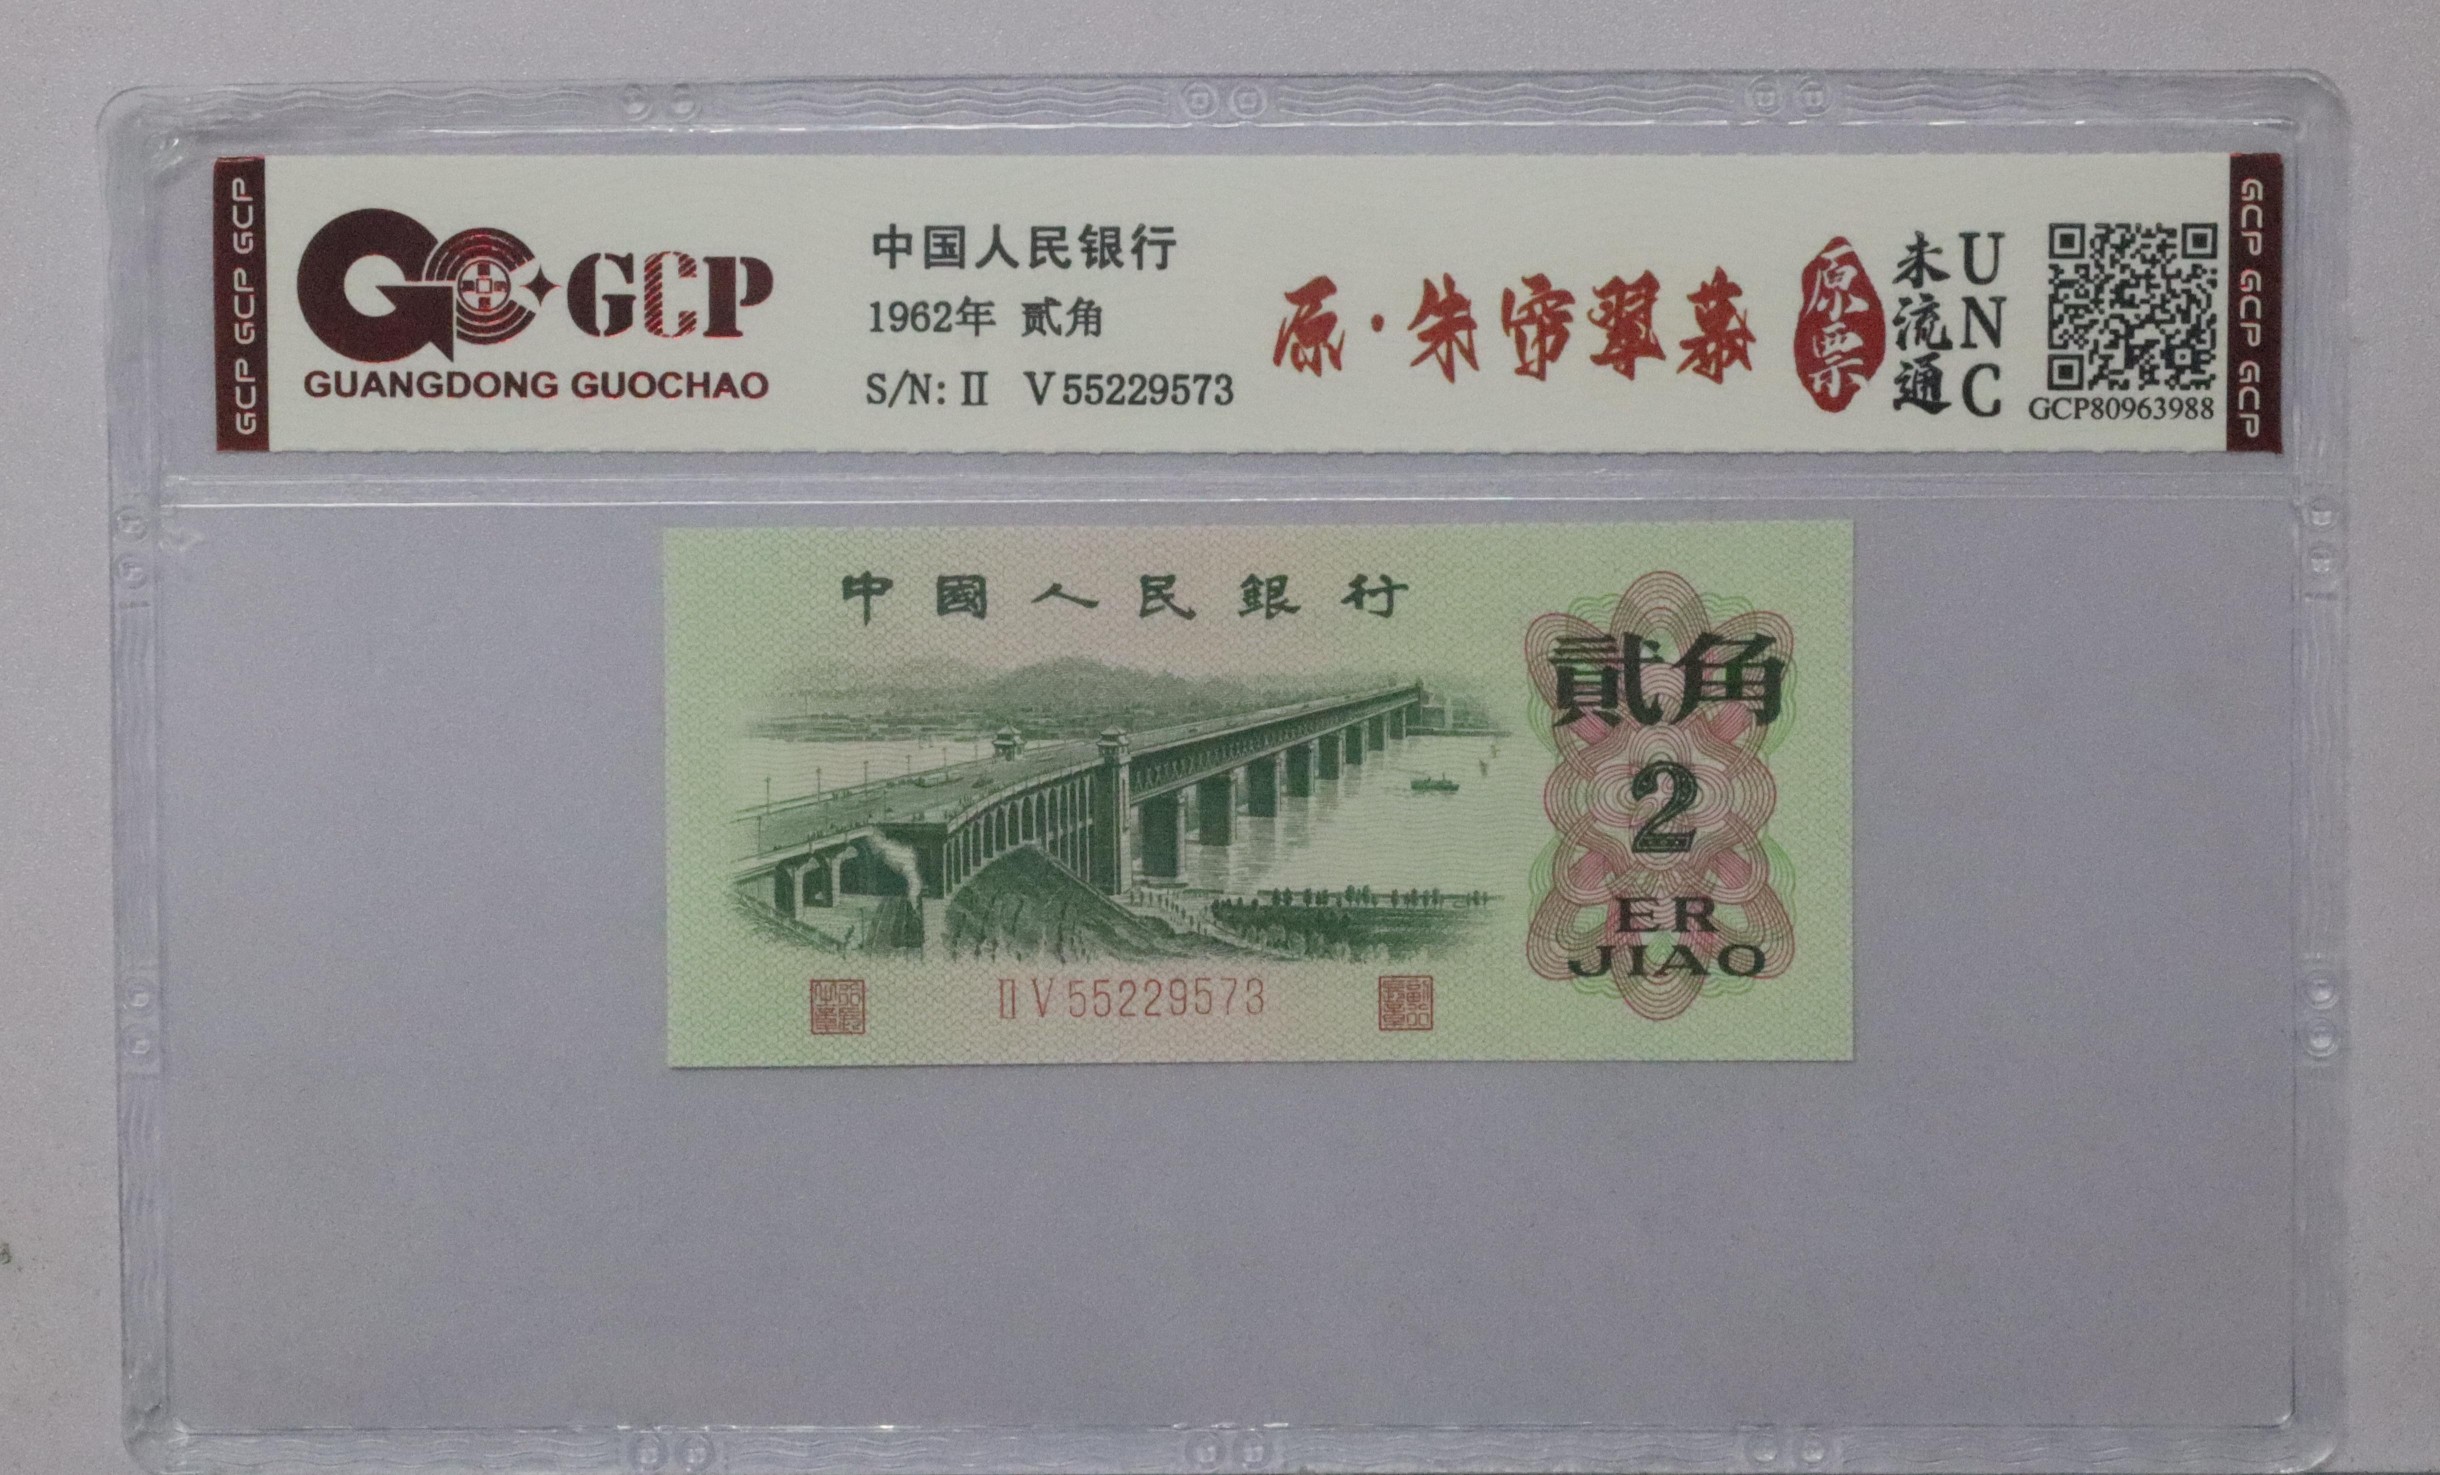 GCP GCP GCP
GCP
GUANGDONG GUOCHAO
中国人民银行
1962年 贰角
S/N: II V55229573
原·朱帘翠幕
原票
未流通
UNC
GCP80963988
GCP GCP GCP
中國人民銀行
貳角
2
ER
JIAO
II V55229573